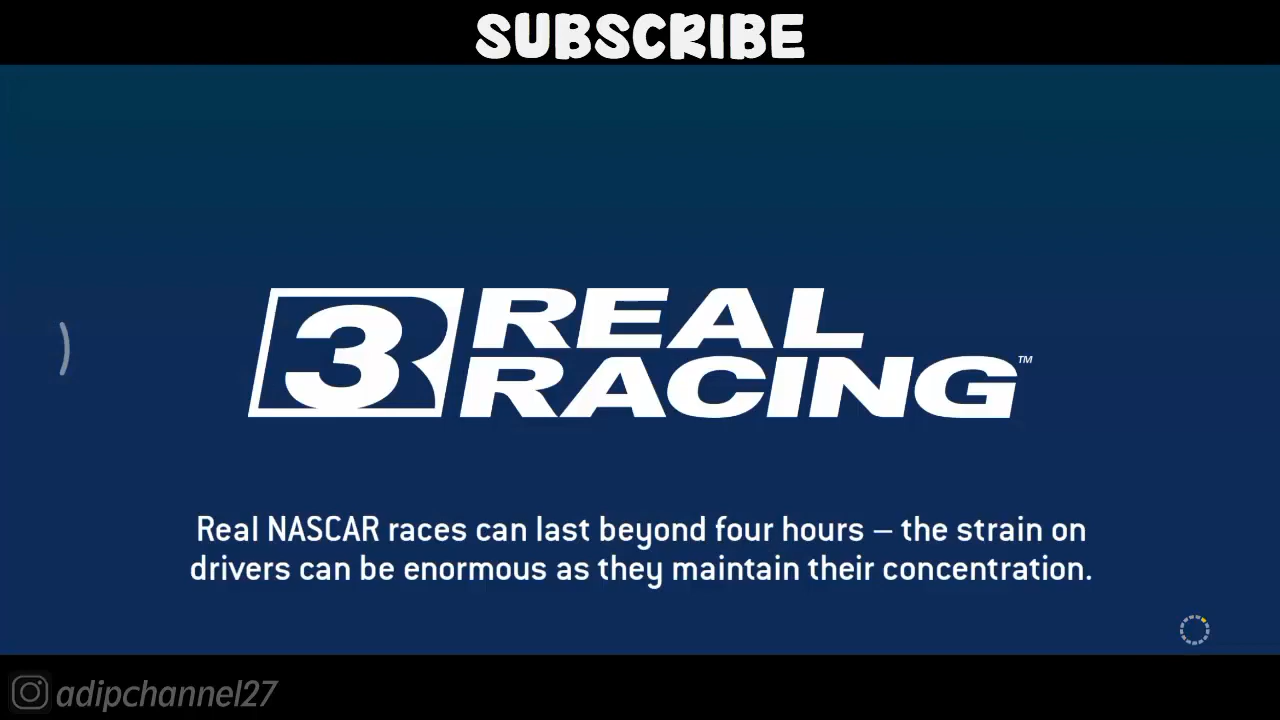 SUBSCRIBE
3 REAL
RACING™
Real NASCAR races can last beyond four hours – the strain on
drivers can be enormous as they maintain their concentration.
adipchannel27